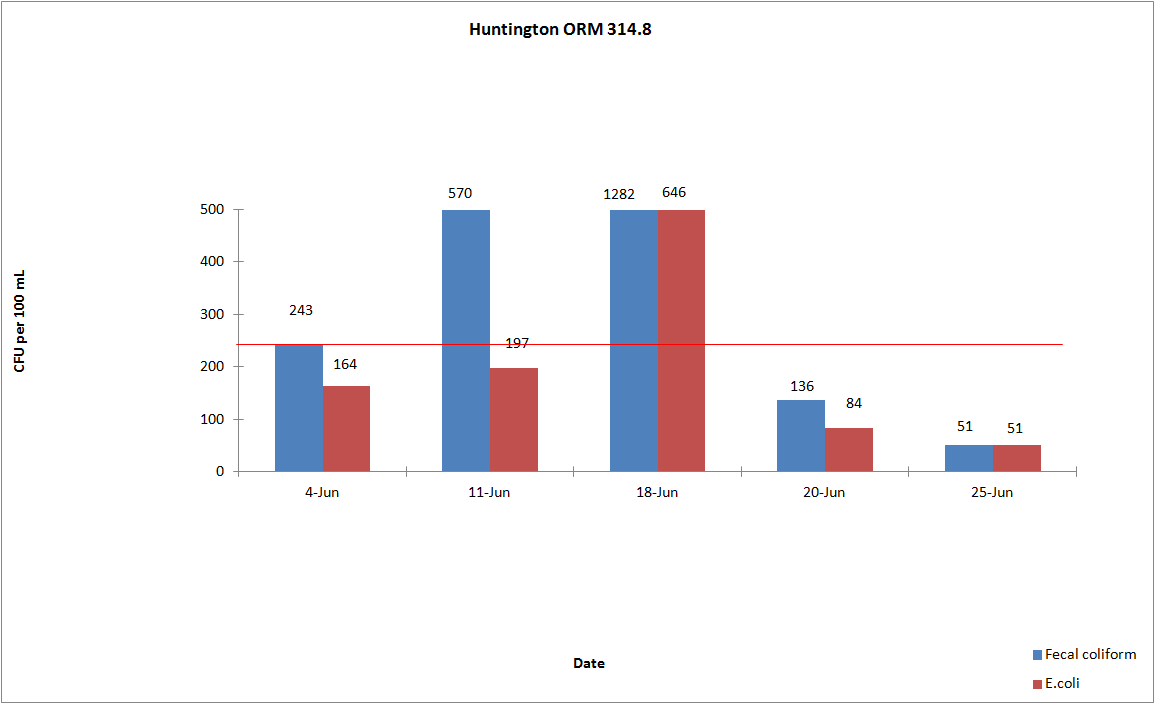 Huntington ORM 314.8
CFU per 100 mL
500
400
300
200
100
0
243
164
570
197
1282
646
136
84
51
51
4-Jun
11-Jun
18-Jun
20-Jun
25-Jun
Date
Fecal coliform
E.coli